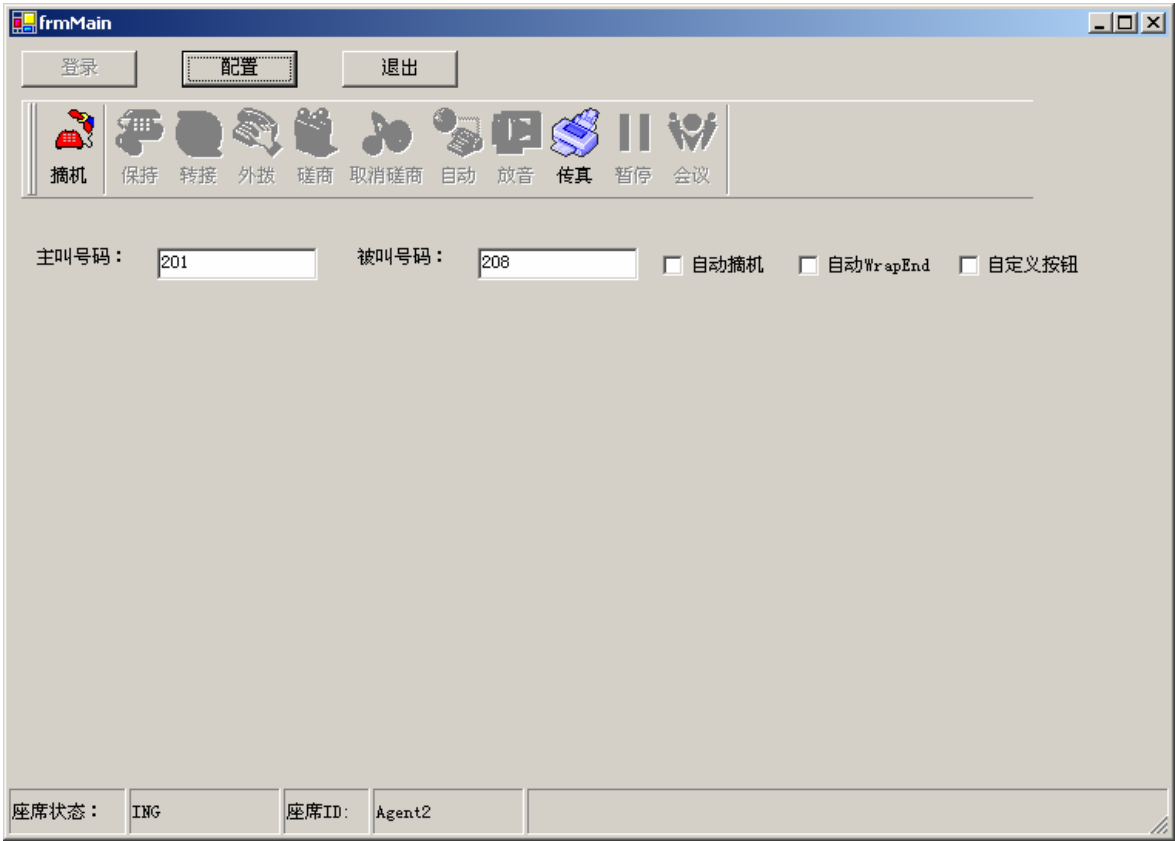 frmMain
登录 配置 退出
摘机 保持 转接 外拨 磋商 取消磋商 自动 放音 传真 暂停 会议
主叫号码： 201 被叫号码： 208 自动摘机 自动WrapEnd 自定义按钮
座席状态： ING 座席ID: Agent2